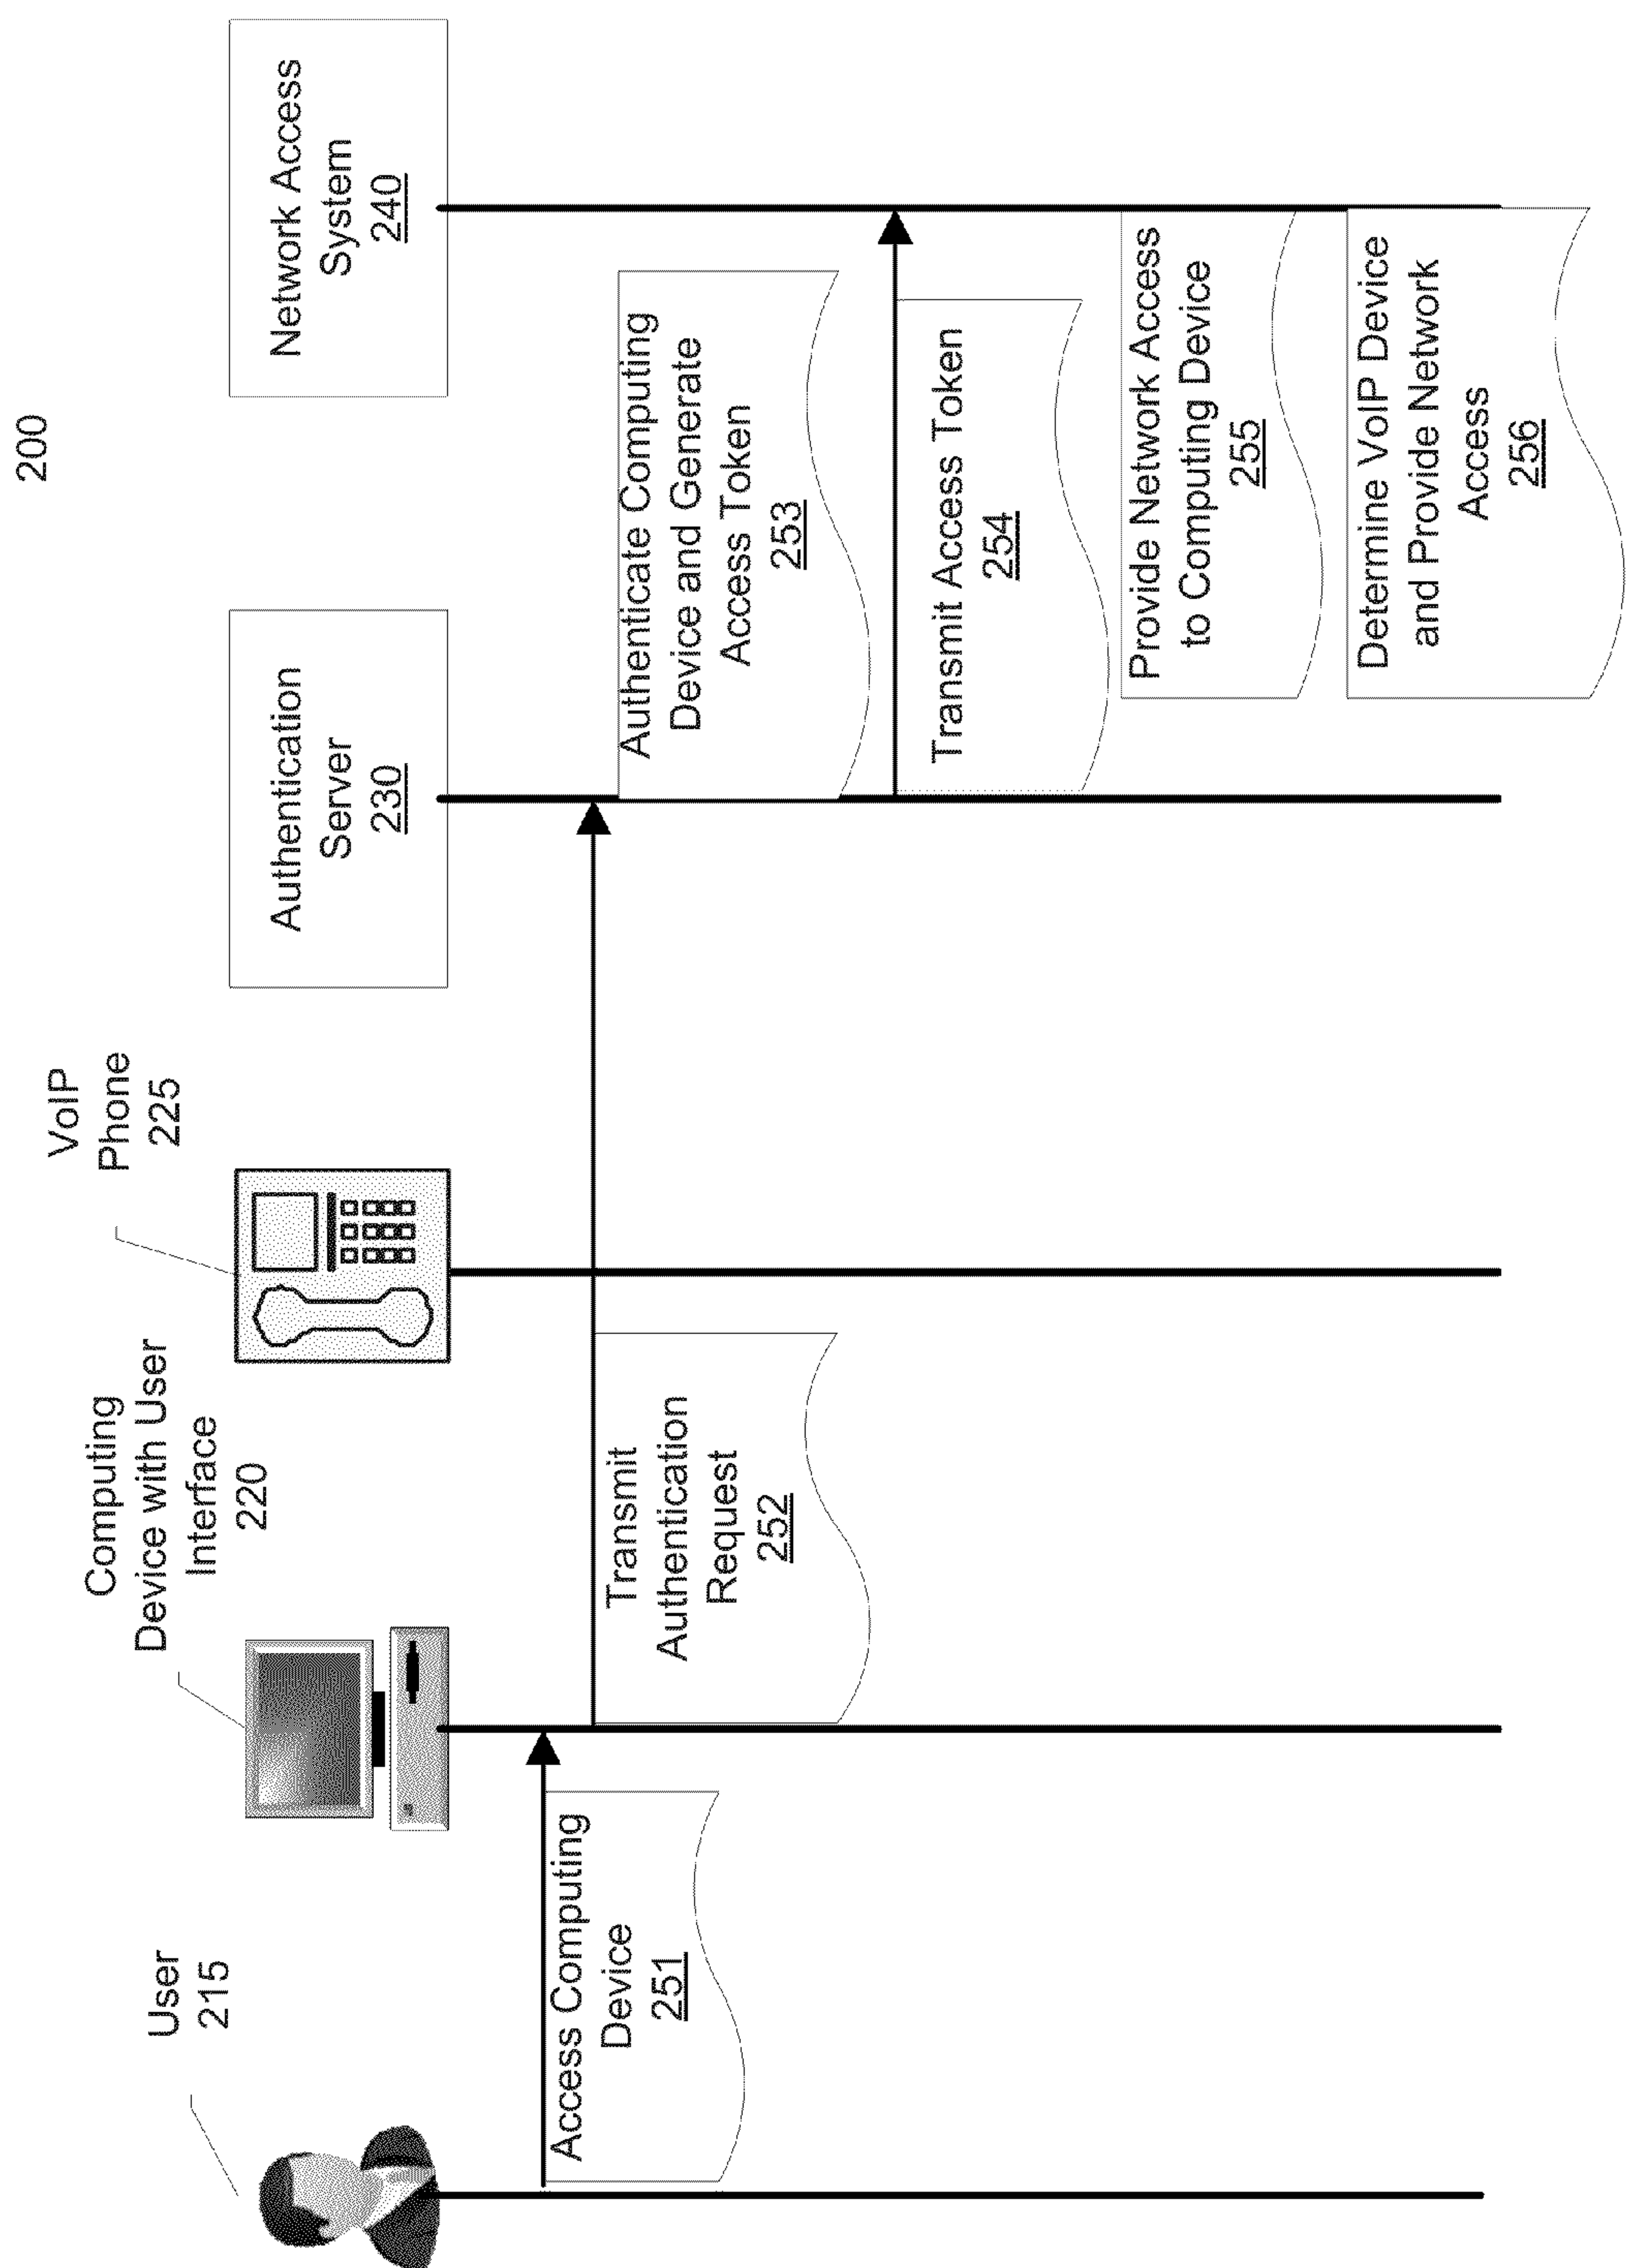 200
User
215
Computing
Device with User
Interface
220
VoIP
Phone
225
Authentication
Server
230
Network Access
System
240
Access Computing
Device
251
Transmit
Authentication
Request
252
Authenticate Computing
Device and Generate
Access Token
253
Transmit Access Token
254
Provide Network Access
to Computing Device
255
Determine VoIP Device
and Provide Network
Access
256